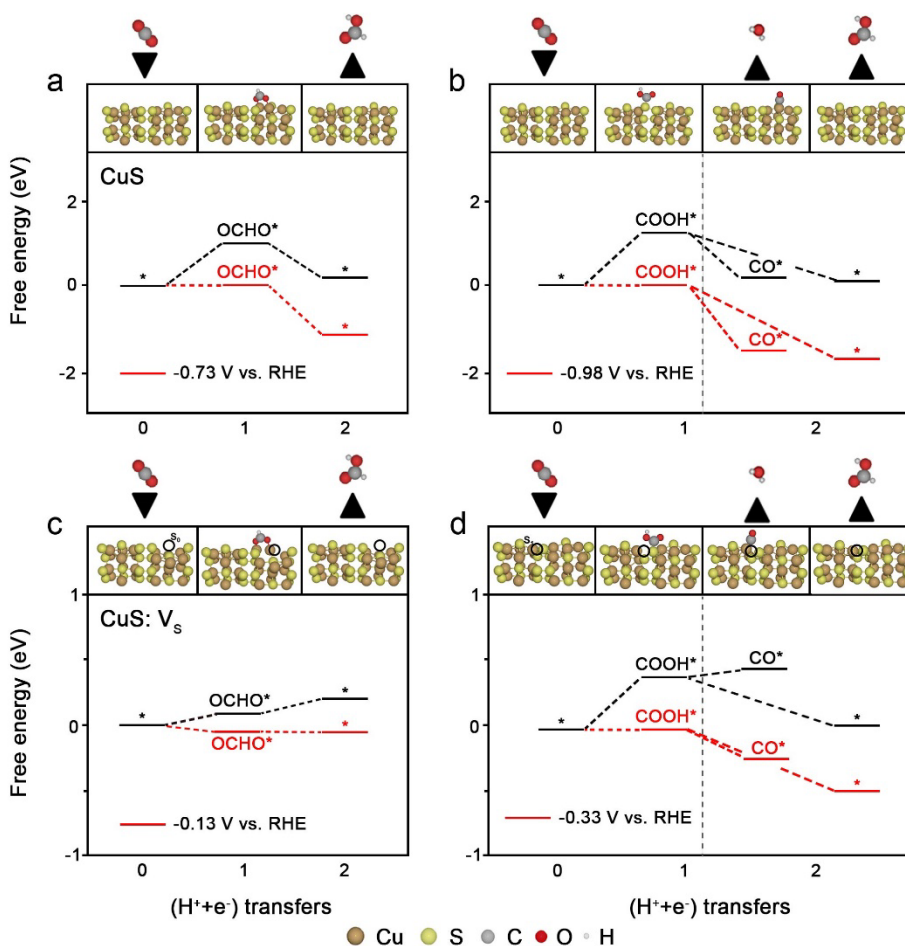 a
b
CuS
Free energy (eV)
2
0
-2
*
OCHO*
*
OCHO*
*
-0.73 V vs. RHE
0 1 2
2
0
-2
*
COOH*
CO*
*
COOH*
CO*
*
-0.98 V vs. RHE
0 1 2
c
d
CuS: Vs
Free energy (eV)
1
0
-1
*
OCHO*
*
OCHO*
*
-0.13 V vs. RHE
0 1 2
(H⁺+e⁻) transfers
1
0
-1
*
COOH*
CO*
*
COOH*
CO*
*
-0.33 V vs. RHE
0 1 2
(H⁺+e⁻) transfers
Cu S C O H